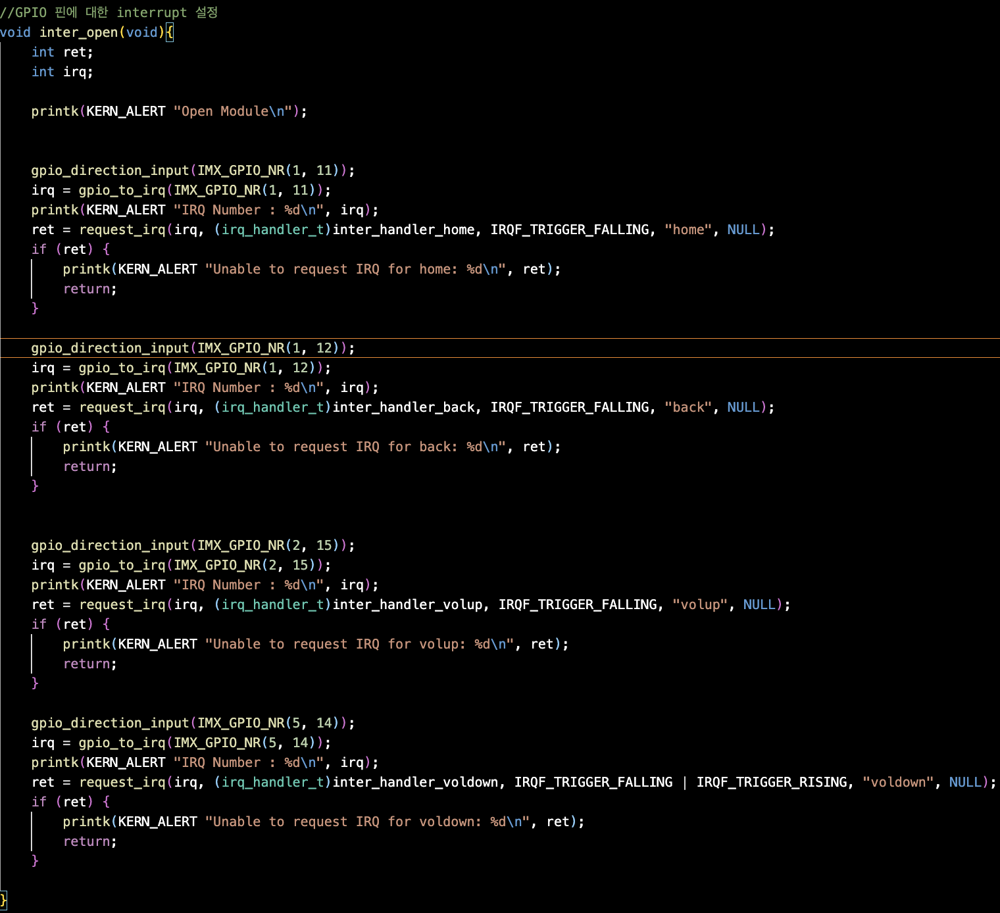 //GPIO 핀에 대한 interrupt 설정
void inter_open(void){
    int ret;
    int irq;

    printk(KERN_ALERT "Open Module\n");


    gpio_direction_input(IMX_GPIO_NR(1, 11));
    irq = gpio_to_irq(IMX_GPIO_NR(1, 11));
    printk(KERN_ALERT "IRQ Number : %d\n", irq);
    ret = request_irq(irq, (irq_handler_t)inter_handler_home, IRQF_TRIGGER_FALLING, "home", NULL);
    if (ret) {
        printk(KERN_ALERT "Unable to request IRQ for home: %d\n", ret);
        return;
    }

    gpio_direction_input(IMX_GPIO_NR(1, 12));
    irq = gpio_to_irq(IMX_GPIO_NR(1, 12));
    printk(KERN_ALERT "IRQ Number : %d\n", irq);
    ret = request_irq(irq, (irq_handler_t)inter_handler_back, IRQF_TRIGGER_FALLING, "back", NULL);
    if (ret) {
        printk(KERN_ALERT "Unable to request IRQ for back: %d\n", ret);
        return;
    }


    gpio_direction_input(IMX_GPIO_NR(2, 15));
    irq = gpio_to_irq(IMX_GPIO_NR(2, 15));
    printk(KERN_ALERT "IRQ Number : %d\n", irq);
    ret = request_irq(irq, (irq_handler_t)inter_handler_volup, IRQF_TRIGGER_FALLING, "volup", NULL);
    if (ret) {
        printk(KERN_ALERT "Unable to request IRQ for volup: %d\n", ret);
        return;
    }

    gpio_direction_input(IMX_GPIO_NR(5, 14));
    irq = gpio_to_irq(IMX_GPIO_NR(5, 14));
    printk(KERN_ALERT "IRQ Number : %d\n", irq);
    ret = request_irq(irq, (irq_handler_t)inter_handler_voldown, IRQF_TRIGGER_FALLING | IRQF_TRIGGER_RISING, "voldown", NULL);
    if (ret) {
        printk(KERN_ALERT "Unable to request IRQ for voldown: %d\n", ret);
        return;
    }

}